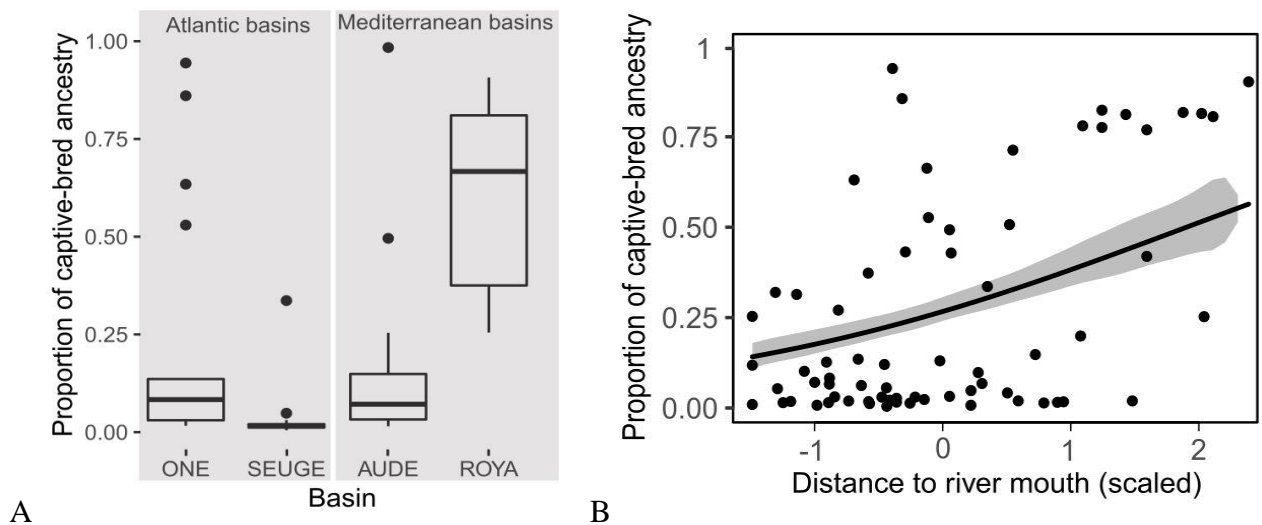 Atlantic basins Mediterranean basins
Proportion of captive-bred ancestry
1.00
0.75
0.50
0.25
0.00
ONE SEUGE AUDE ROYA
Basin
A
Proportion of captive-bred ancestry
1
0.75
0.50
0.25
0.00
-1 0 1 2
Distance to river mouth (scaled)
B